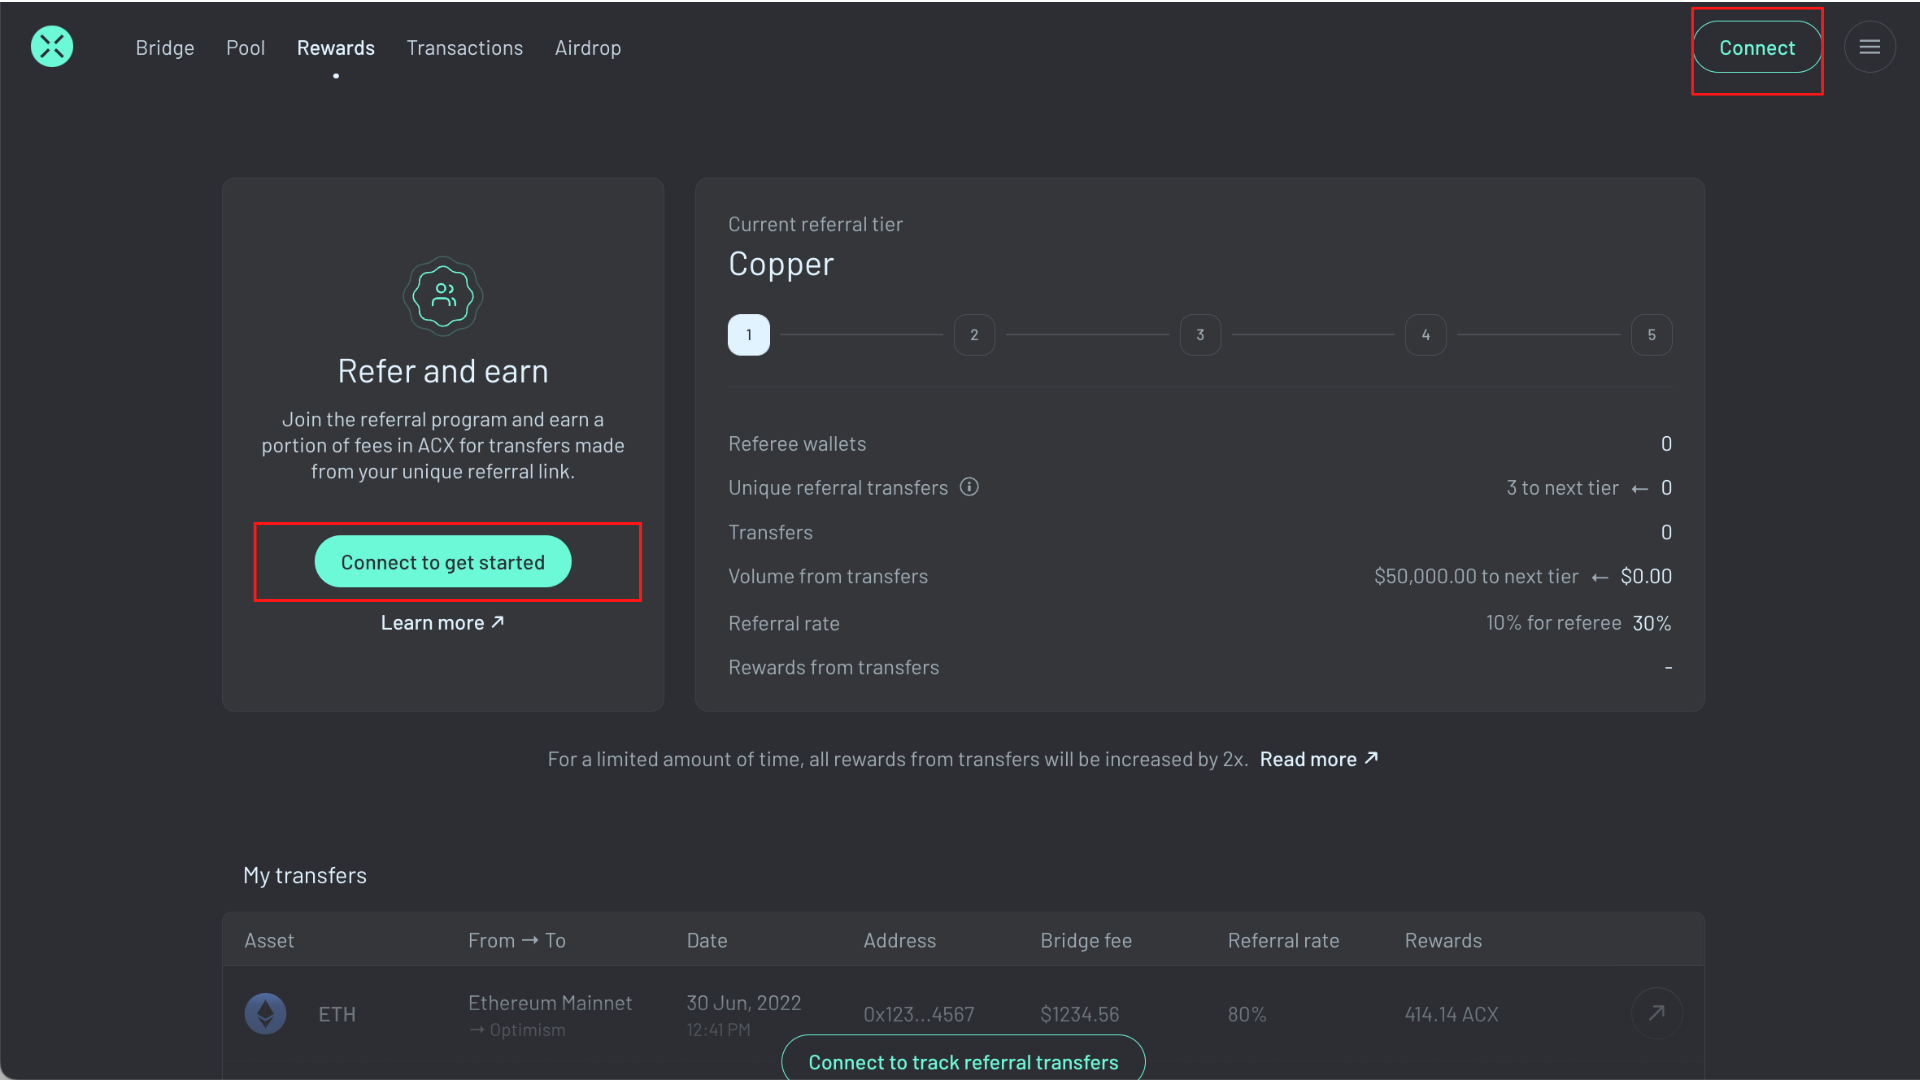 Bridge Pool Rewards Transactions Airdrop Connect
Refer and earn
Join the referral program and earn a
portion of fees in ACX for transfers made
from your unique referral link.
Connect to get started
Learn more ↗
Current referral tier
Copper
1 2 3 4 5
Referee wallets 0
Unique referral transfers 3 to next tier ← 0
Transfers 0
Volume from transfers $50,000.00 to next tier ← $0.00
Referral rate 10% for referee 30%
Rewards from transfers -
For a limited amount of time, all rewards from transfers will be increased by 2x. Read more ↗
My transfers
Asset From → To Date Address Bridge fee Referral rate Rewards
ETH Ethereum Mainnet 30 Jun, 2022 0x123...4567 $1234.56 80% 414.14 ACX
→ Optimism 12:41 PM
Connect to track referral transfers